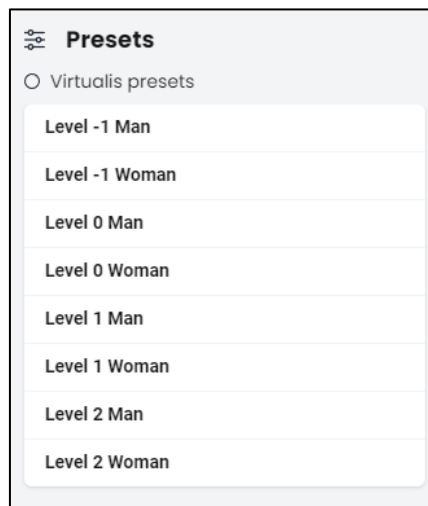 Presets
Virtualis presets
Level -1 Man
Level -1 Woman
Level 0 Man
Level 0 Woman
Level 1 Man
Level 1 Woman
Level 2 Man
Level 2 Woman